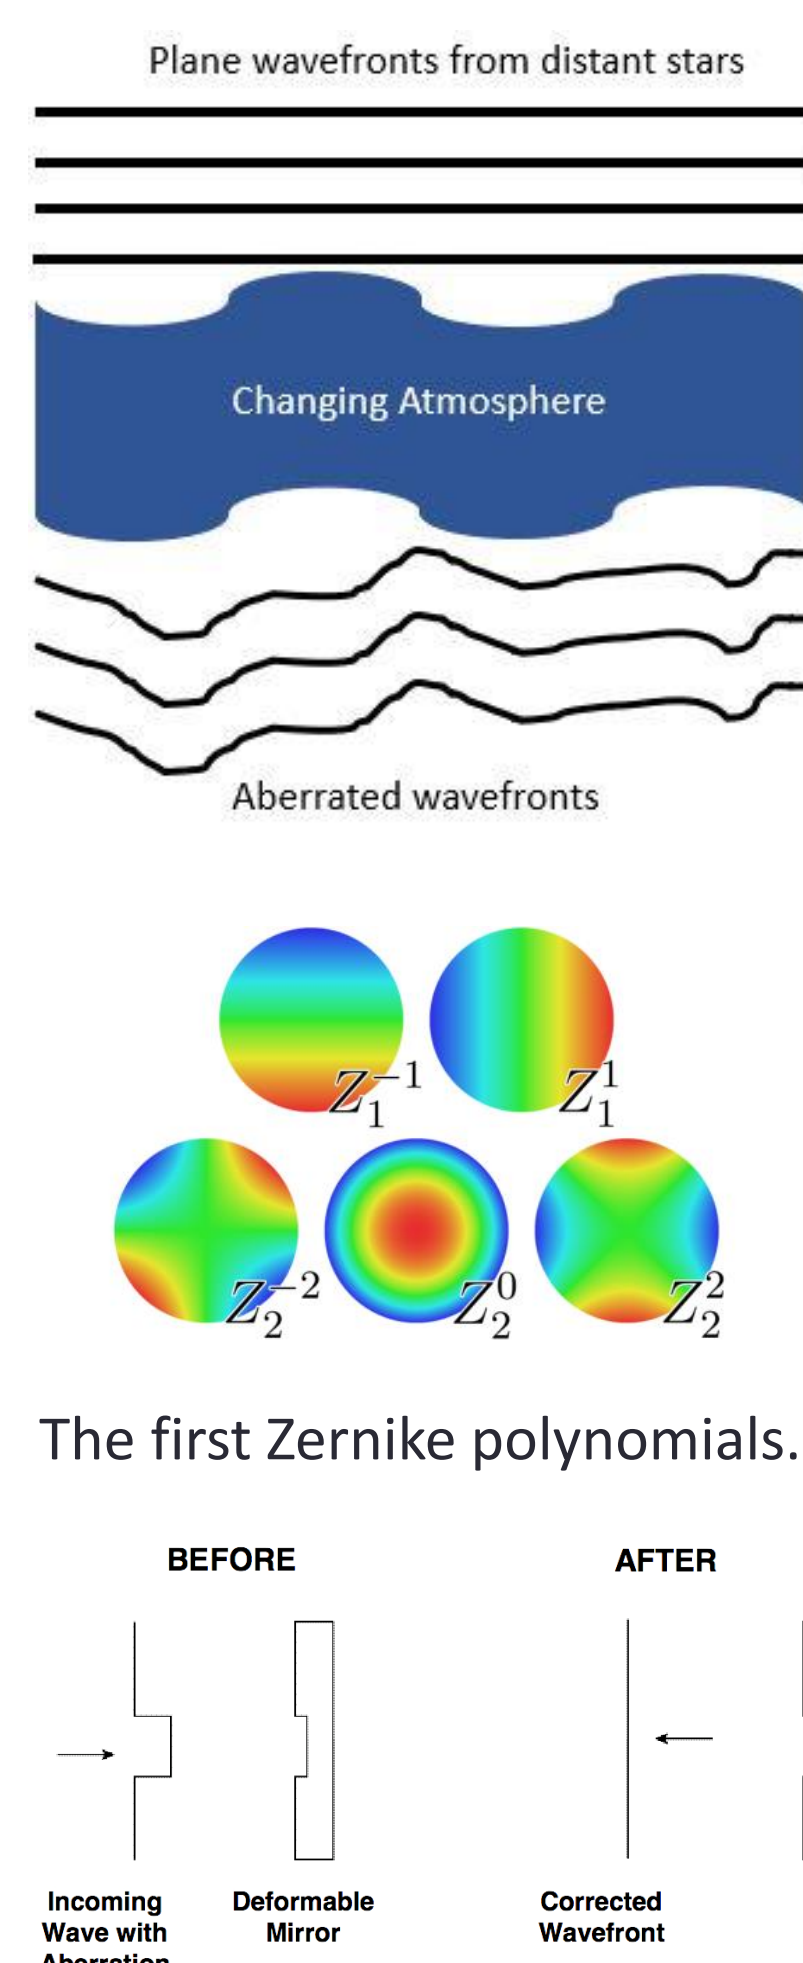 Plane wavefronts from distant stars
Changing Atmosphere
Aberrated wavefronts
Z_1^{-1} Z_1^1
Z_2^{-2} Z_2^0 Z_2^2
The first Zernike polynomials.
BEFORE AFTER
Incoming Deformable Corrected
Wave with Mirror Wavefront
Aberration